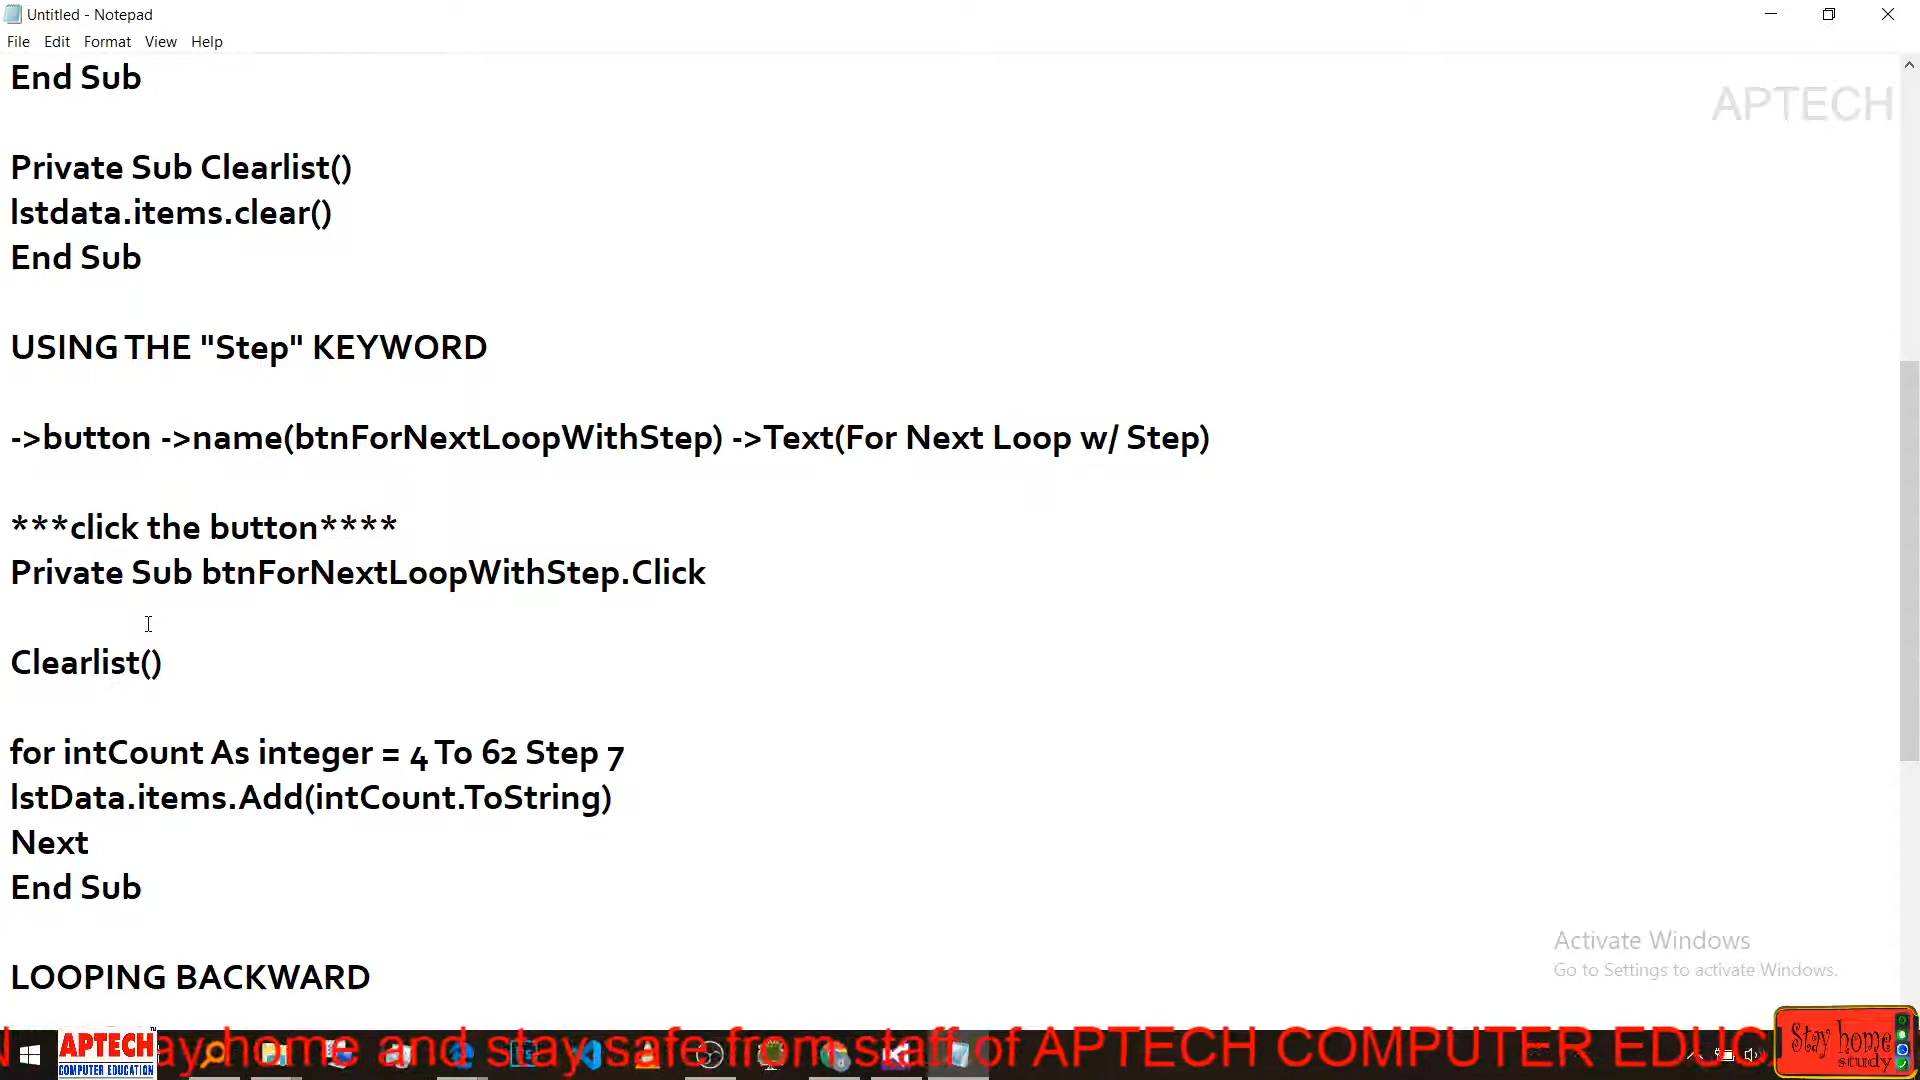 Untitled - Notepad
File Edit Format View Help
End Sub
APTECH
Private Sub Clearlist()
lstdata.items.clear()
End Sub
USING THE "Step" KEYWORD
->button ->name(btnForNextLoopWithStep) ->Text(For Next Loop w/ Step)
***click the button****
Private Sub btnForNextLoopWithStep.Click
Clearlist()
for intCount As integer = 4 To 62 Step 7
lstData.items.Add(intCount.ToString)
Next
End Sub
Activate Windows
Go to Settings to activate Windows.
LOOPING BACKWARD
APTECH
COMPUTER EDUCATION
ay home and stay safe from staff of APTECH COMPUTER EDUC
Stay home
study